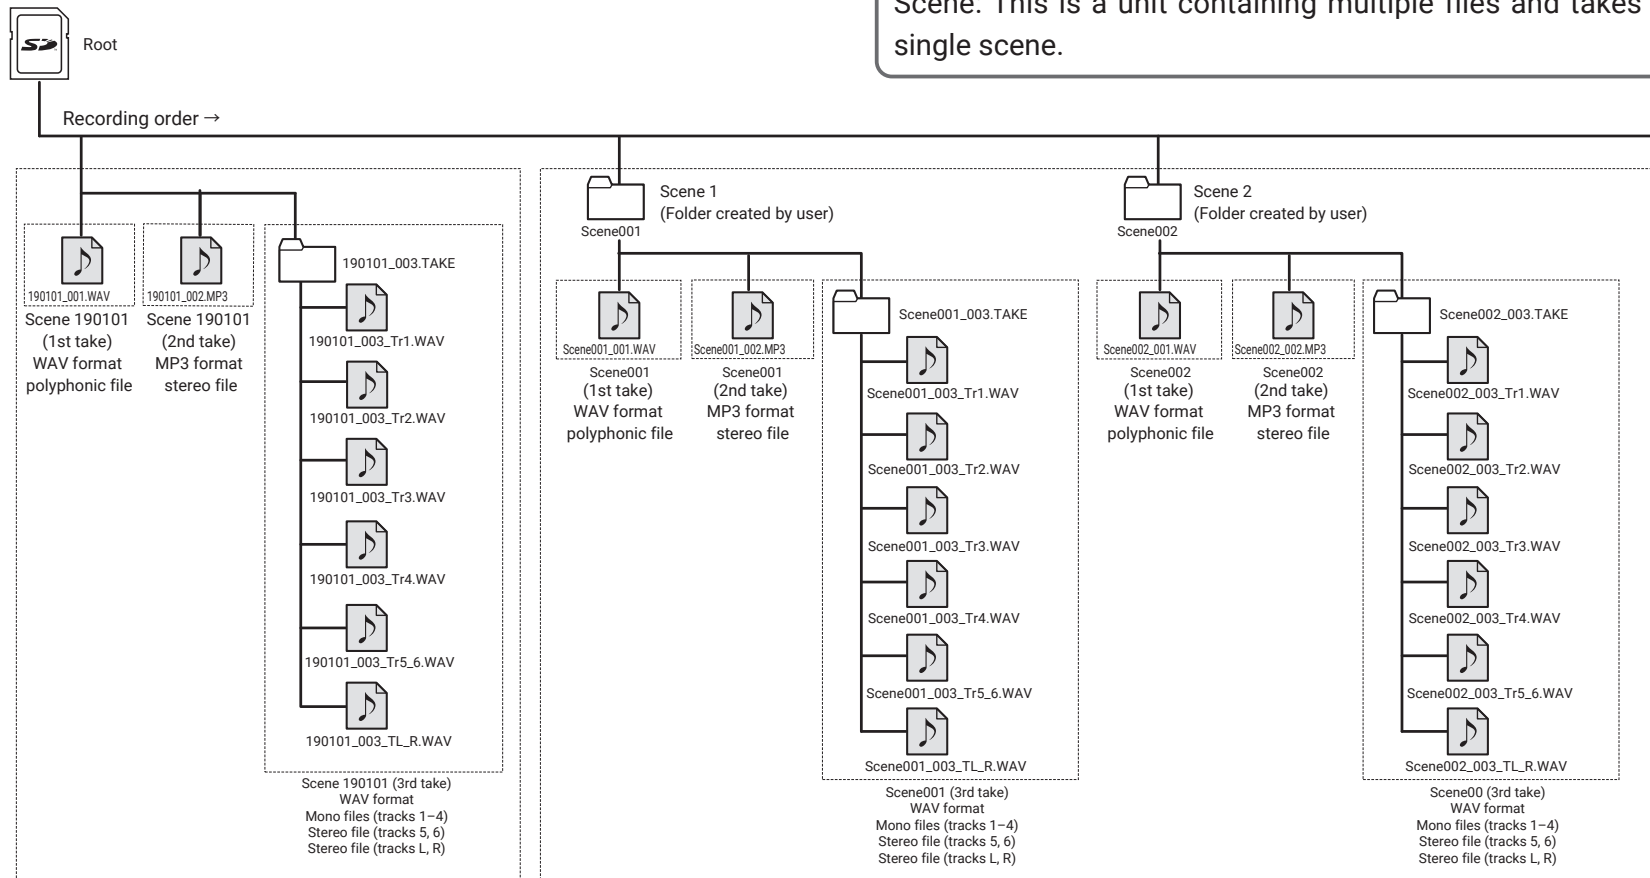 Scene. This is a unit containing multiple files and takes
single scene.
Root
Recording order →
190101_001.WAV
Scene 190101
(1st take)
WAV format
polyphonic file
190101_002.MP3
Scene 190101
(2nd take)
MP3 format
stereo file
190101_003.TAKE
190101_003_Tr1.WAV
190101_003_Tr2.WAV
190101_003_Tr3.WAV
190101_003_Tr4.WAV
190101_003_Tr5_6.WAV
190101_003_TL_R.WAV
Scene 190101 (3rd take)
WAV format
Mono files (tracks 1–4)
Stereo file (tracks 5, 6)
Stereo file (tracks L, R)
Scene 1
(Folder created by user)
Scene001
Scene001_001.WAV
Scene001
(1st take)
WAV format
polyphonic file
Scene001_002.MP3
Scene001
(2nd take)
MP3 format
stereo file
Scene001_003.TAKE
Scene001_003_Tr1.WAV
Scene001_003_Tr2.WAV
Scene001_003_Tr3.WAV
Scene001_003_Tr4.WAV
Scene001_003_Tr5_6.WAV
Scene001_003_TL_R.WAV
Scene001 (3rd take)
WAV format
Mono files (tracks 1–4)
Stereo file (tracks 5, 6)
Stereo file (tracks L, R)
Scene 2
(Folder created by user)
Scene002
Scene002_001.WAV
Scene002
(1st take)
WAV format
polyphonic file
Scene002_002.MP3
Scene002
(2nd take)
MP3 format
stereo file
Scene002_003.TAKE
Scene002_003_Tr1.WAV
Scene002_003_Tr2.WAV
Scene002_003_Tr3.WAV
Scene002_003_Tr4.WAV
Scene002_003_Tr5_6.WAV
Scene002_003_TL_R.WAV
Scene00 (3rd take)
WAV format
Mono files (tracks 1–4)
Stereo file (tracks 5, 6)
Stereo file (tracks L, R)